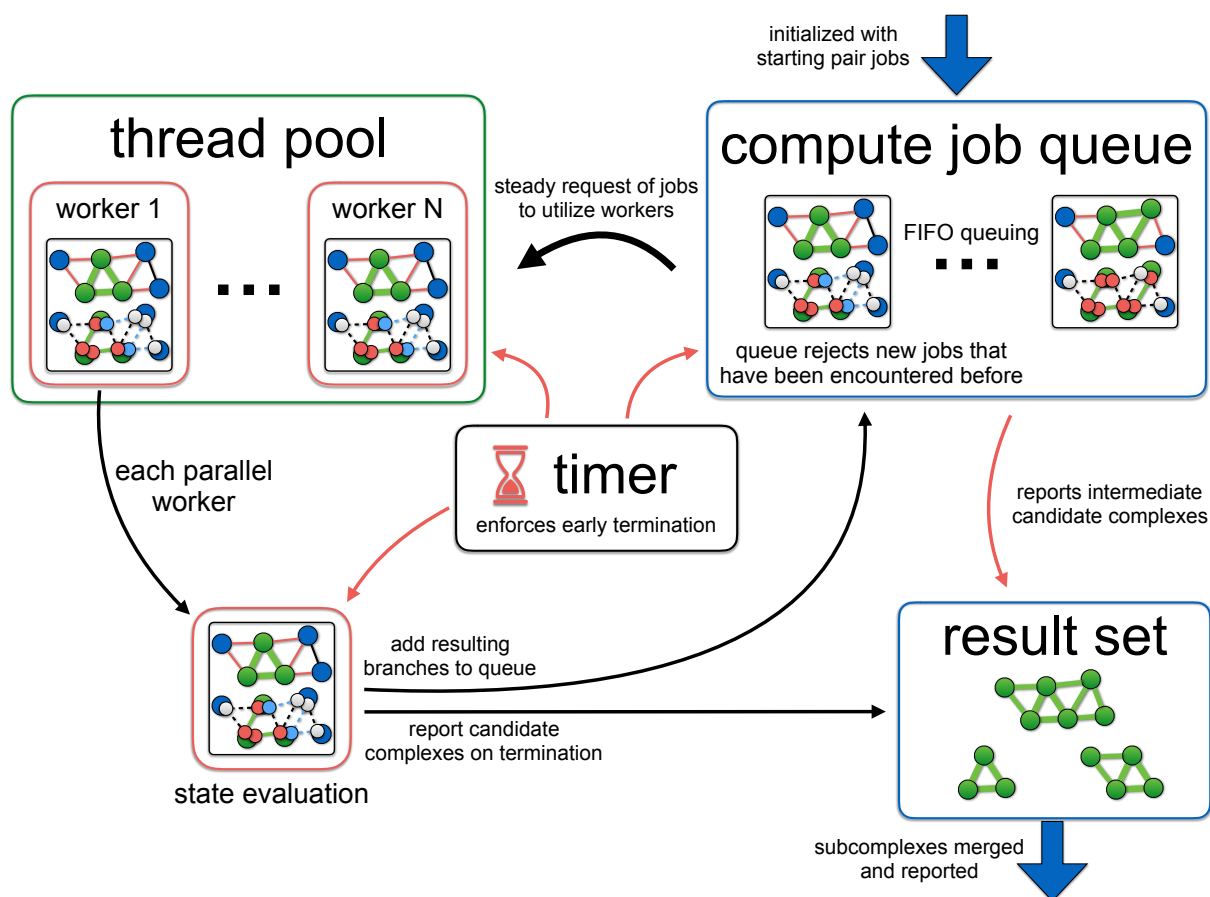 initialized with
starting pair jobs
thread pool
worker 1
worker N
steady request of jobs
to utilize workers
compute job queue
FIFO queuing
queue rejects new jobs that
have been encountered before
each parallel
worker
timer
enforces early termination
reports intermediate
candidate complexes
add resulting
branches to queue
report candidate
complexes on termination
state evaluation
result set
subcomplexes merged
and reported